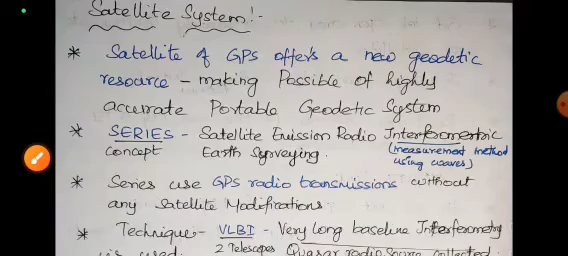 Satellite System!-
* Satellite of GPS offers a new geodetic
resource - making Possible of highly
accurate Portable Geodetic System
* SERIES - Satellite Emission Radio Interferometric
concept Earth Surveying. (measurement method
using waves)
* Series use GPS radio transmissions without
any Satellite Modifications
* Technique - VLBI - Very long baseline Interferometry
is used. 2 Telescopes Quasar radio Source collected